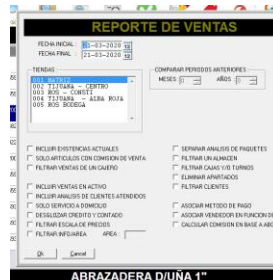 REPORTE DE VENTAS
FECHA INICIAL : 21-03-2020
FECHA FINAL : 21-03-2020
TIENDAS
001 MATRIZ
002 TIJUANA - CENTRO
003 ROS - CONSTI
004 TIJUANA - ALBA ROJA
005 ROS BODEGA
COMPARAR PERIODOS ANTERIORES
MESES : 0 AÑOS : 0
INCLUIR EXISTENCIAS ACTUALES
SOLO ARTICULOS CON COMISION DE VENTA
FILTRAR VENTAS DE UN CAJERO
SEPARAR ANALISIS DE PAQUETES
FILTRAR UN ALMACEN
FILTRAR CAJAS Y/O TURNOS
ELIMINAR APARTADOS
INCLUIR VENTAS EN ACTIVO
FILTRAR CLIENTES
INCLUIR ANALISIS DE CLIENTES ATENDIDOS
SOLO SERVICIO A DOMICILIO
DESGLOZAR CREDITO Y CONTADO
FILTRAR ESCALA DE PRECIOS
FILTRAR INFO/AREA AREA :
ASOCIAR METODO DE PAGO
ASOCIAR VENDEDOR EN FUNCION DE
CALCULAR COMISION EN BASE A
Ok Cancel
ABRAZADERA D/UÑA 1"